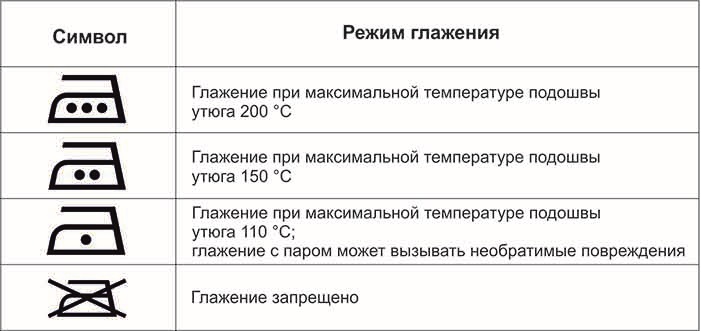 Символ
Режим глажения
Глажение при максимальной температуре подошвы
утюга 200 °C
Глажение при максимальной температуре подошвы
утюга 150 °C
Глажение при максимальной температуре подошвы
утюга 110 °C;
глажение с паром может вызывать необратимые повреждения
Глажение запрещено